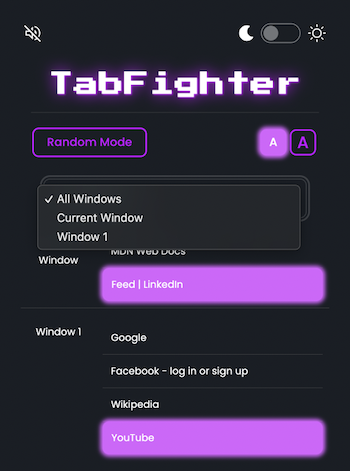 TabFighter
Random Mode
A A
✓ All Windows
Current Window
Window 1
MDN Web Docs
Window
Feed | LinkedIn
Window 1
Google
Facebook - log in or sign up
Wikipedia
YouTube